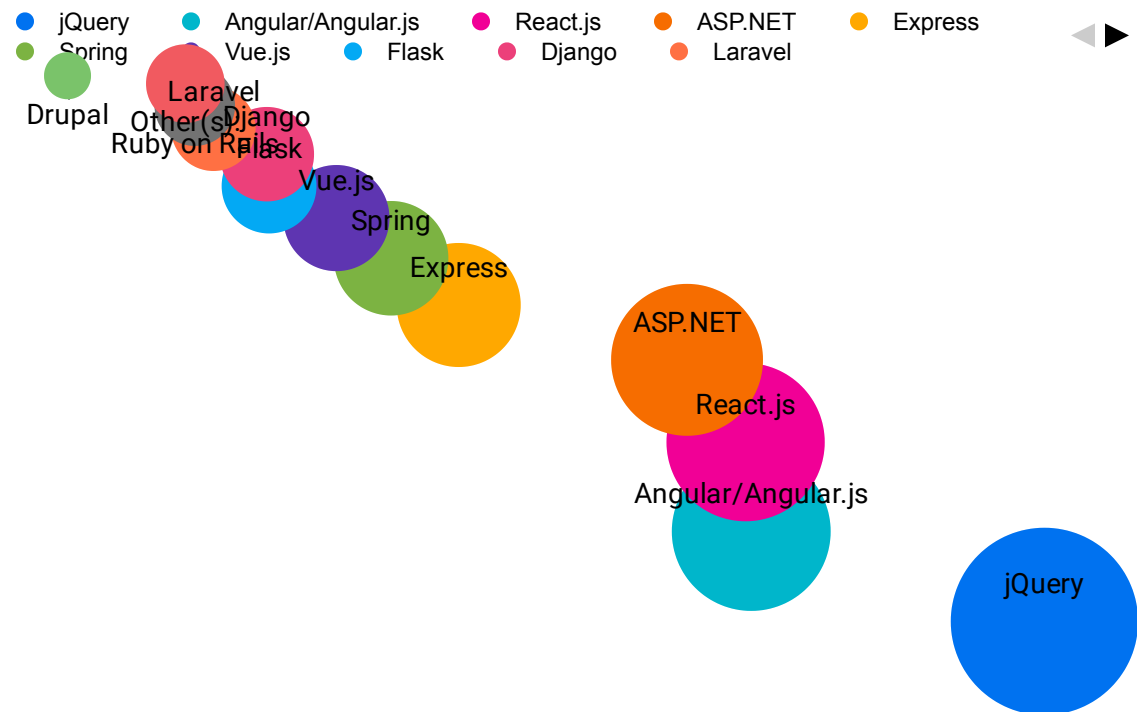 jQuery Angular/Angular.js React.js ASP.NET Express
Spring Vue.js Flask Django Laravel
Drupal
Laravel
Other(s):
Django
Ruby on Rails
Flask
Vue.js
Spring
Express
ASP.NET
React.js
Angular/Angular.js
jQuery